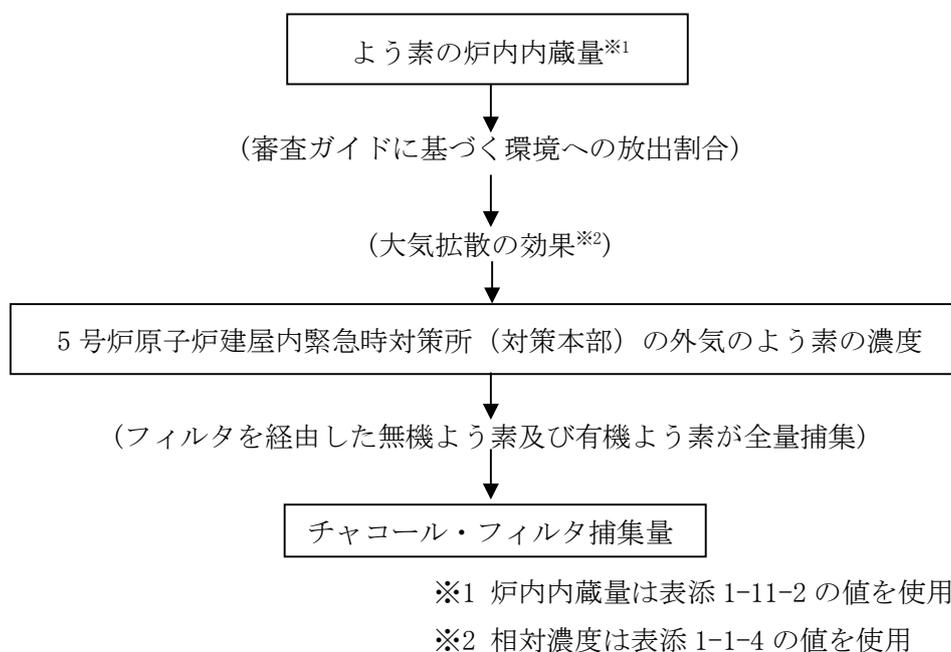 よう素の炉内内蔵量※1
(審査ガイドに基づく環境への放出割合)
(大気拡散の効果※2)
5号炉原子炉建屋内緊急時対策所（対策本部）の外気のよう素の濃度
(フィルタを経由した無機よう素及び有機よう素が全量捕集)
チャコール・フィルタ捕集量
※1 炉内内蔵量は表添 1-11-2 の値を使用
※2 相対濃度は表添 1-1-4 の値を使用